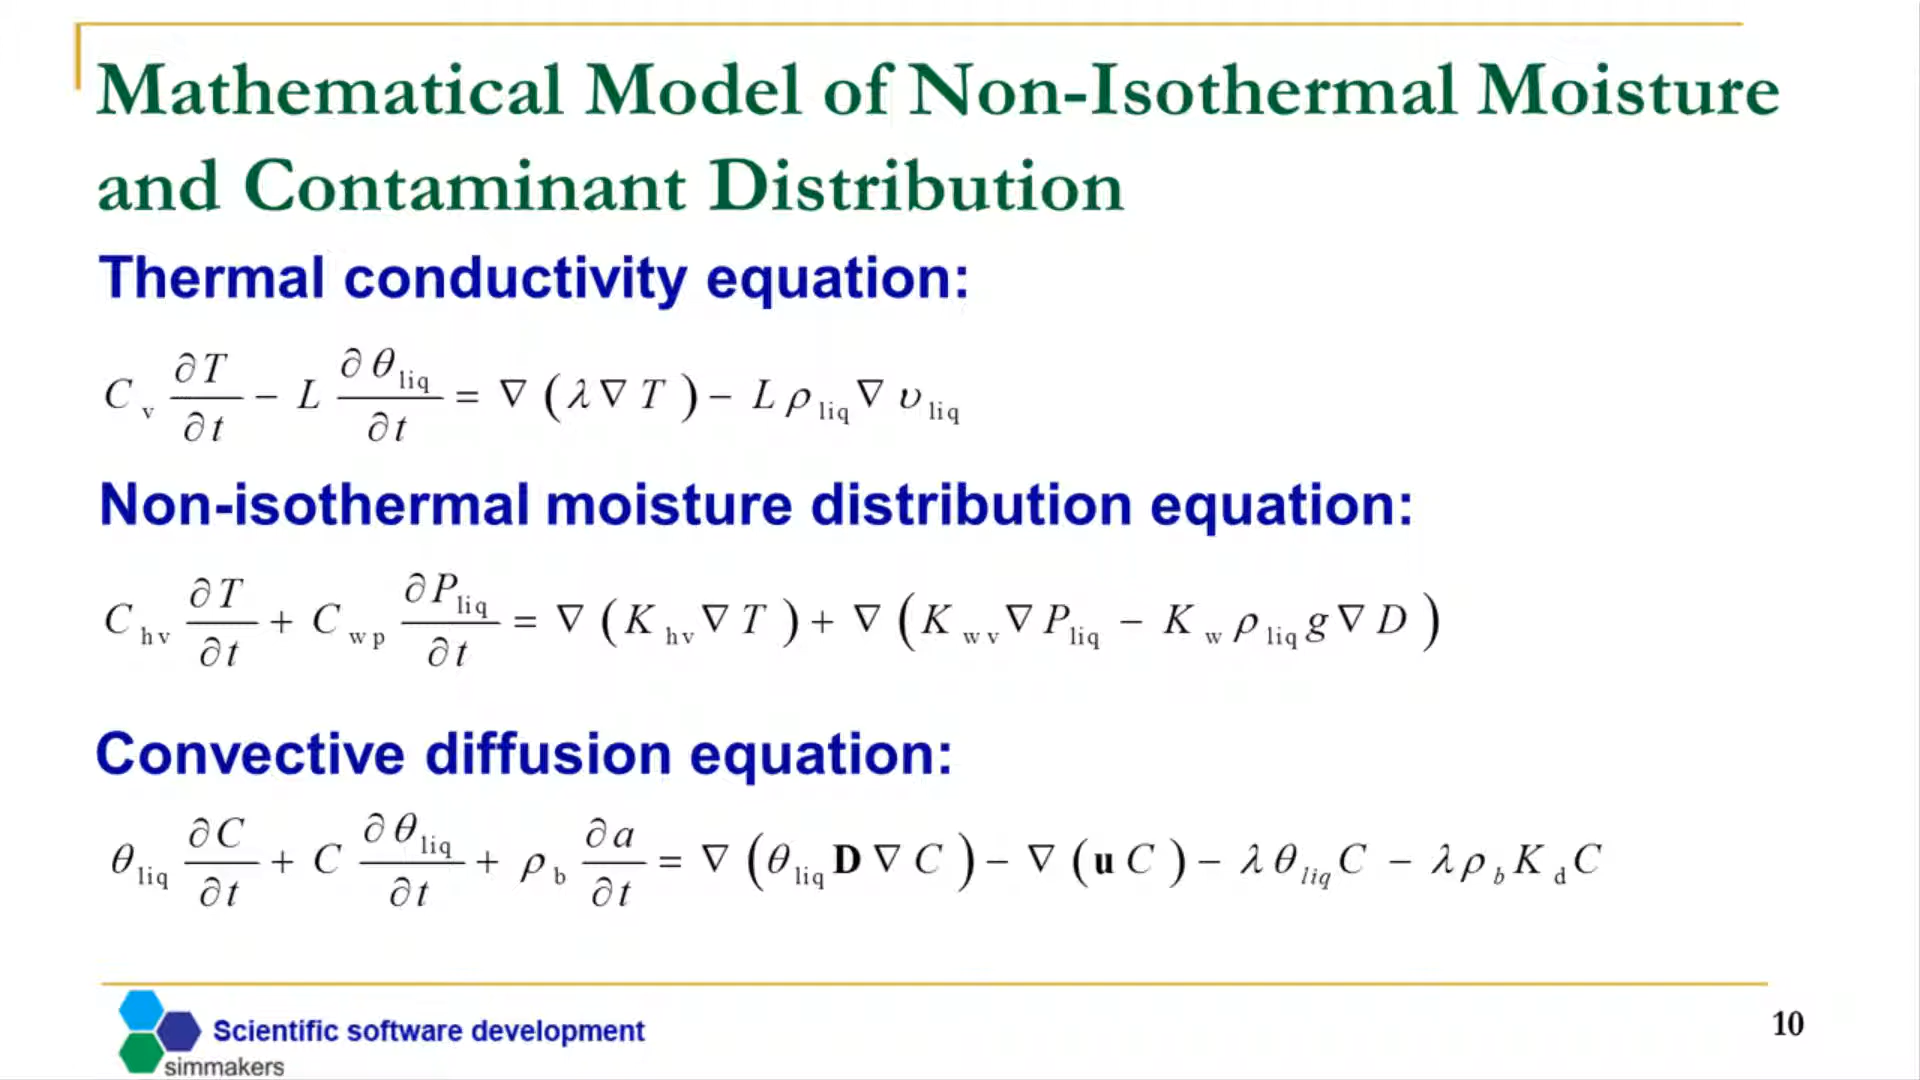 Mathematical Model of Non-Isothermal Moisture
and Contaminant Distribution
Thermal conductivity equation:
C_v ∂T/∂t − L ∂θ_liq/∂t = ∇(λ∇T) − Lρ_liq∇υ_liq
Non-isothermal moisture distribution equation:
C_hv ∂T/∂t + C_wp ∂P_liq/∂t = ∇(K_hv∇T) + ∇(K_wv∇P_liq − K_wρ_liq g∇D)
Convective diffusion equation:
θ_liq ∂C/∂t + C ∂θ_liq/∂t + ρ_b ∂a/∂t = ∇(θ_liq D∇C) − ∇(uC) − λθ_liq C − λρ_b K_d C
Scientific software development
simmakers
10